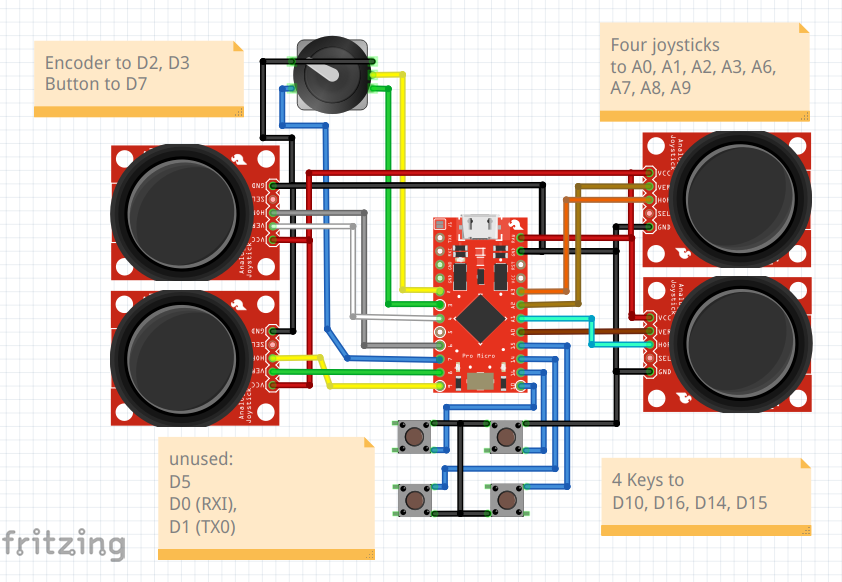 Encoder to D2, D3
Button to D7
Four joysticks
to A0, A1, A2, A3, A6,
A7, A8, A9
GND
SEL
HOR
VER
VCC
Analog
Joystick
GND
SEL
HOR
VER
VCC
Analog
Joystick
Analog
Joystick
VCC
VER
HOR
SEL
GND
Analog
Joystick
VCC
VER
HOR
SEL
GND
Pro Micro
unused:
D5
D0 (RXI),
D1 (TX0)
4 Keys to
D10, D16, D14, D15
fritzing